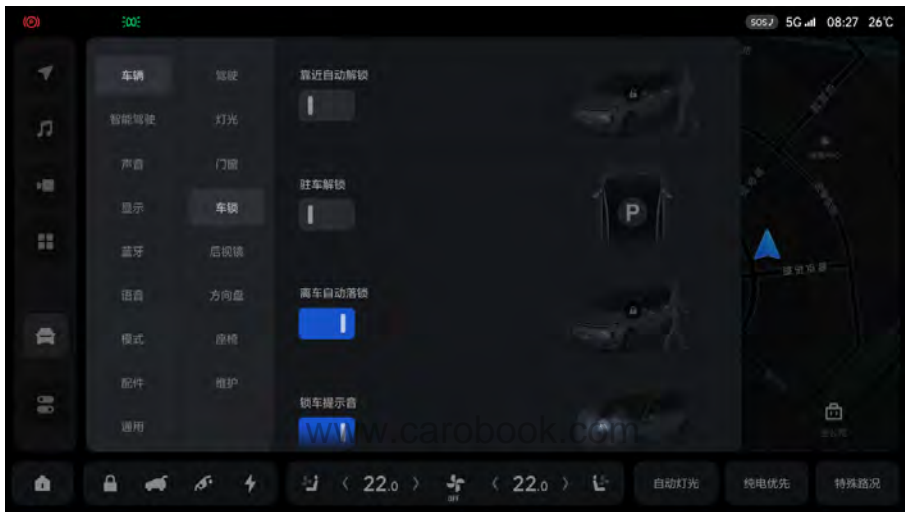 SOS 5G 08:27 26℃
车辆
智能驾驶
声音
显示
蓝牙
语音
模式
配件
通用
驾驶
灯光
门窗
车锁
后视镜
方向盘
座椅
维护
靠近自动解锁
驻车解锁
P
离车自动落锁
锁车提示音
www.carobook.com
去公司
22.0
OFF
22.0
自动灯光
纯电优先
特殊路况